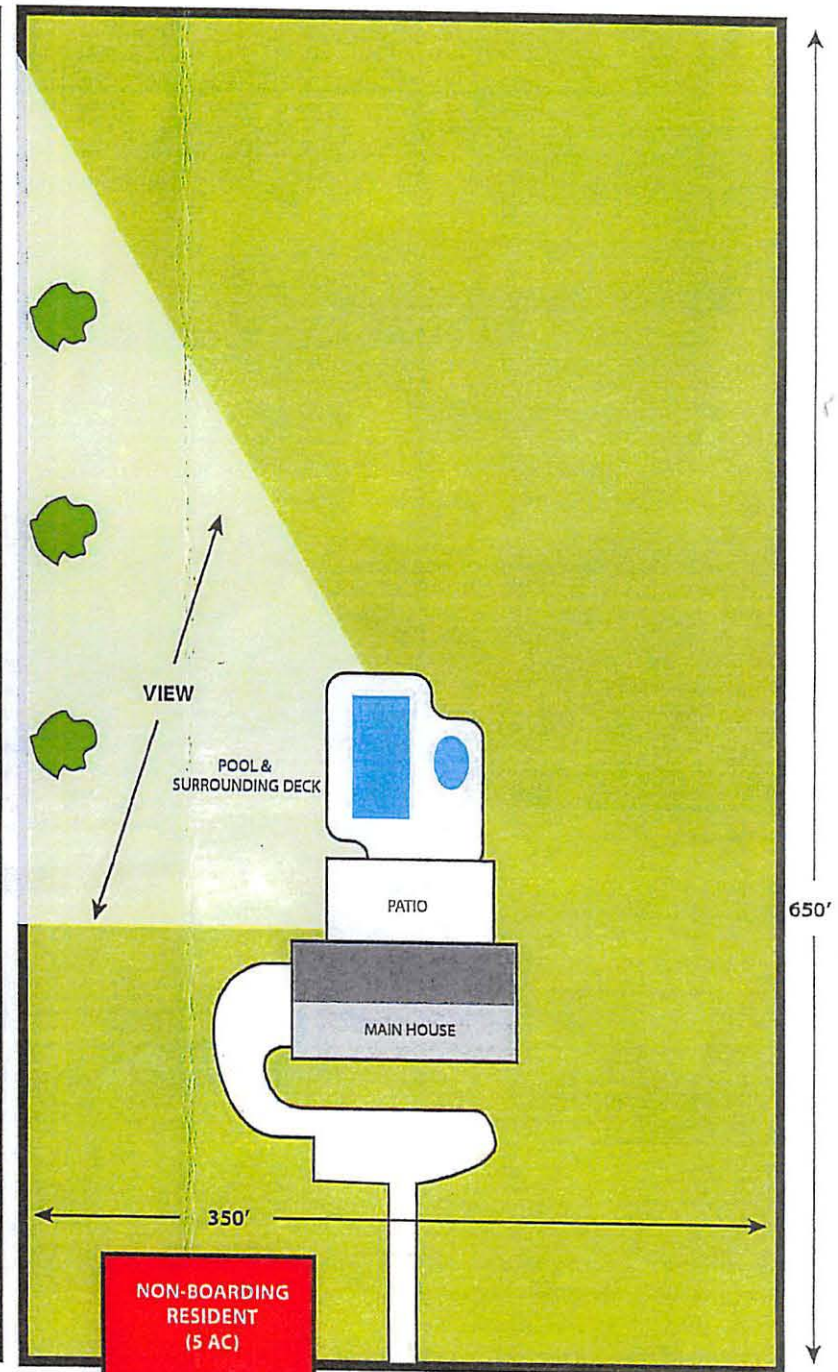 VIEW
POOL &
SURROUNDING DECK
PATIO
650'
MAIN HOUSE
350'
NON-BOARDING
RESIDENT
(5 AC)